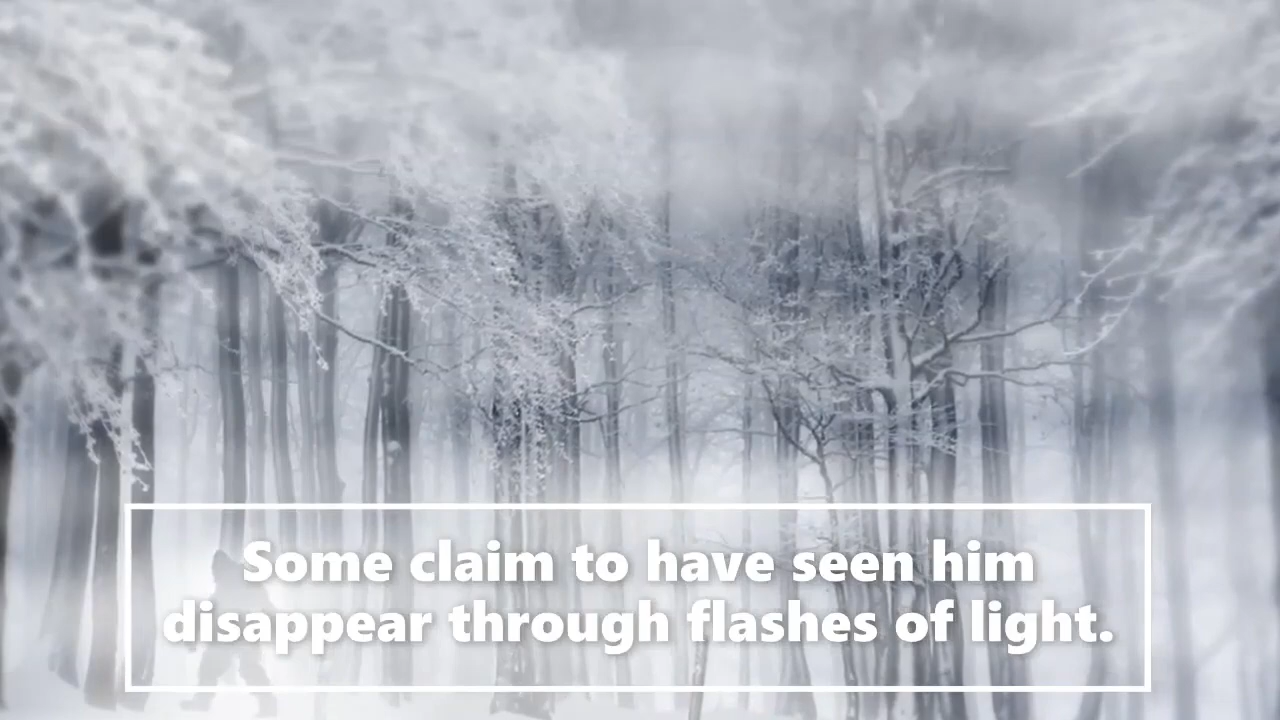 Some claim to have seen him
disappear through flashes of light.